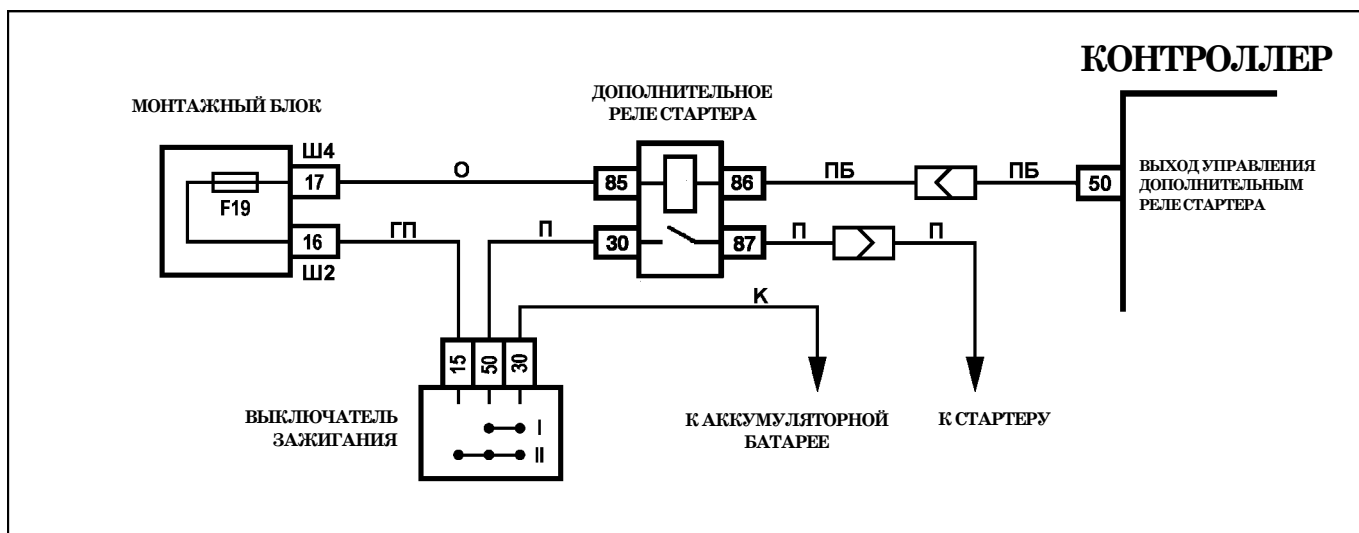 КОНТРОЛЛЕР
МОНТАЖНЫЙ БЛОК
ДОПОЛНИТЕЛЬНОЕ
РЕЛЕ СТАРТЕРА
Ш4
17
F19
16
Ш2
О
ГП
85
86
30
87
П
ПБ
ПБ
П
П
50
ВЫХОД УПРАВЛЕНИЯ
ДОПОЛНИТЕЛЬНЫМ
РЕЛЕ СТАРТЕРА
К
15
50
30
I
II
ВЫКЛЮЧАТЕЛЬ
ЗАЖИГАНИЯ
К АККУМУЛЯТОРНОЙ
БАТАРЕЕ
К СТАРТЕРУ